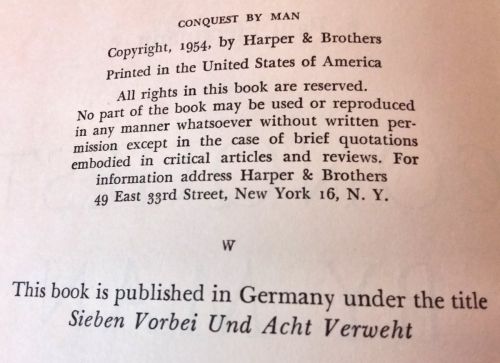 CONQUEST BY MAN
Copyright, 1954, by Harper & Brothers
Printed in the United States of America
All rights in this book are reserved.
No part of the book may be used or reproduced
in any manner whatsoever without written per-
mission except in the case of brief quotations
embodied in critical articles and reviews. For
information address Harper & Brothers
49 East 33rd Street, New York 16, N. Y.
W
This book is published in Germany under the title
Sieben Vorbei Und Acht Verweht